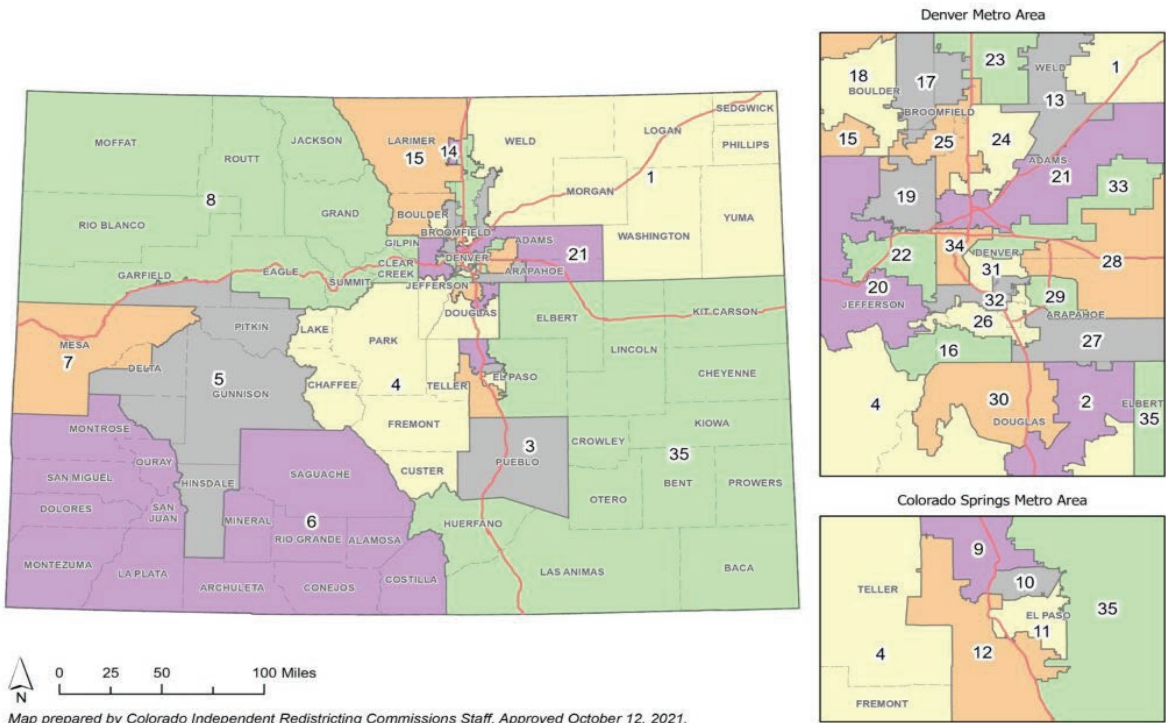 Denver Metro Area
MOFFAT
ROUTT
JACKSON
LARIMER
15
14
WELD
LOGAN
SEDGWICK
PHILLIPS
1
MORGAN
YUMA
WASHINGTON
8
RIO BLANCO
GRAND
BOULDER
BROOMFIELD
GILPIN
ADAMS
21
DENVER
CLEAR
CREEK
ARAPAHOE
JEFFERSON
GARFIELD
EAGLE
SUMMIT
DOUGLAS
ELBERT
KIT CARSON
PITKIN
LAKE
PARK
MESA
7
DELTA
5
GUNNISON
CHAFFEE
4
TELLER
EL PASO
LINCOLN
CHEYENNE
FREMONT
MONTROSE
OURAY
SAN MIGUEL
SAGUACHE
CUSTER
3
PUEBLO
CROWLEY
KIOWA
35
HINSDALE
DOLORES
SAN
JUAN
MINERAL
6
RIO GRANDE
ALAMOSA
OTERO
BENT
PROWERS
HUERFANO
MONTEZUMA
LA PLATA
ARCHULETA
CONEJOS
COSTILLA
LAS ANIMAS
BACA
18
BOULDER
17
23
WELD
1
13
BROOMFIELD
15
25
24
ADAMS
21
19
33
22
34
DENVER
31
28
20
JEFFERSON
32
29
ARAPAHOE
26
27
16
4
30
DOUGLAS
2
ELBERT
35
Colorado Springs Metro Area
9
TELLER
10
EL PASO
11
35
4
12
FREMONT
N
0 25 50 100 Miles
Map prepared by Colorado Independent Redistricting Commissions Staff. Approved October 12, 2021.